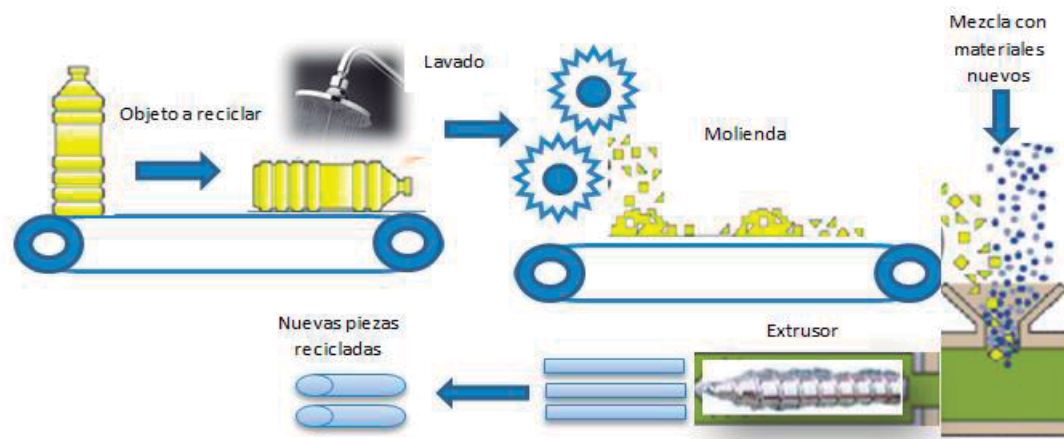 Objeto a reciclar
Lavado
Molienda
Mezcla con
materiales
nuevos
Extrusor
Nuevas piezas
recicladas